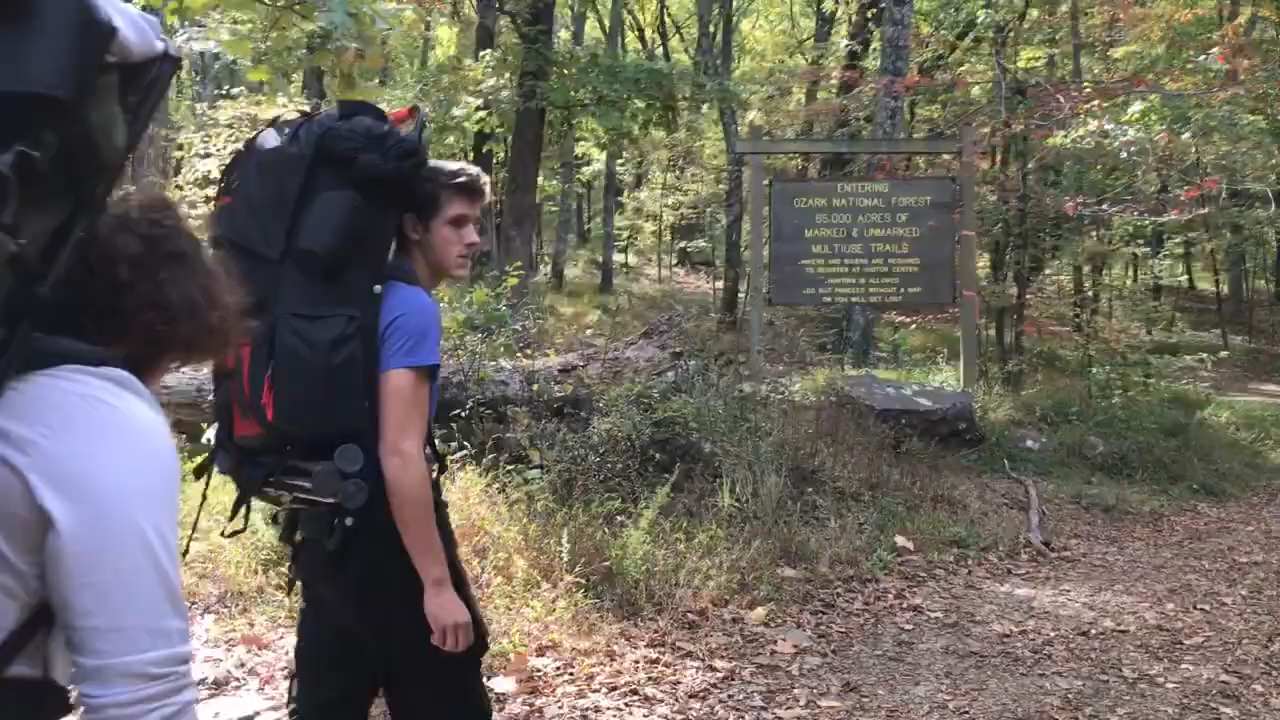 ENTERING
OZARK NATIONAL FOREST
65,000 ACRES OF
MARKED & UNMARKED
MULTIUSE TRAILS
.HIKERS AND BIKERS ARE REQUIRED
TO REGISTER AT VISITOR CENTER
.HUNTING IS ALLOWED
.DO NOT PROCEED WITHOUT A MAP
OR YOU WILL GET LOST